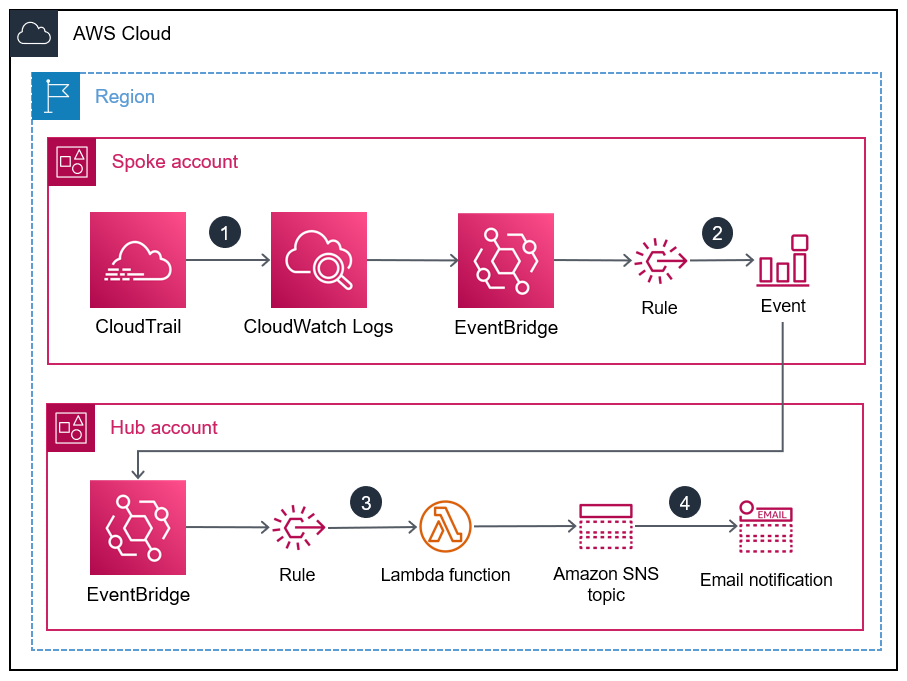 AWS Cloud
Region
Spoke account
1
2
CloudTrail
CloudWatch Logs
EventBridge
Rule
Event
Hub account
3
4
EMAIL
EventBridge
Rule
Lambda function
Amazon SNS
topic
Email notification